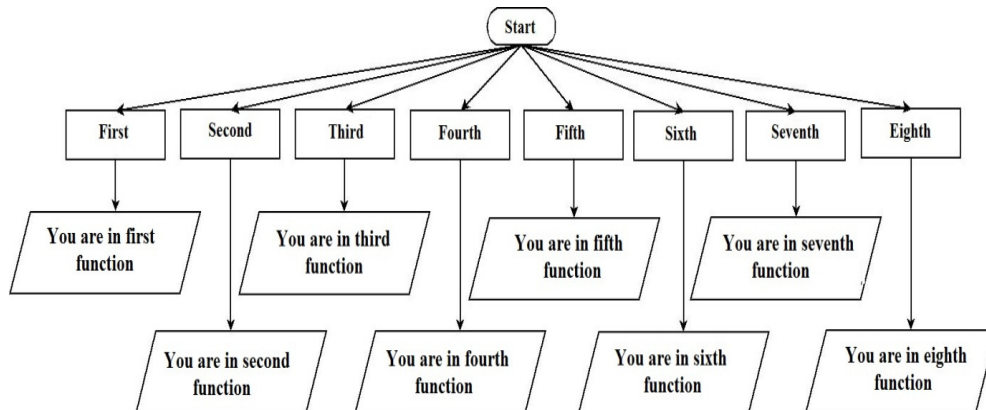 Start
First
Second
Third
Fourth
Fifth
Sixth
Seventh
Eighth
You are in first
function
You are in third
function
You are in fifth
function
You are in seventh
function
You are in second
function
You are in fourth
function
You are in sixth
function
You are in eighth
function